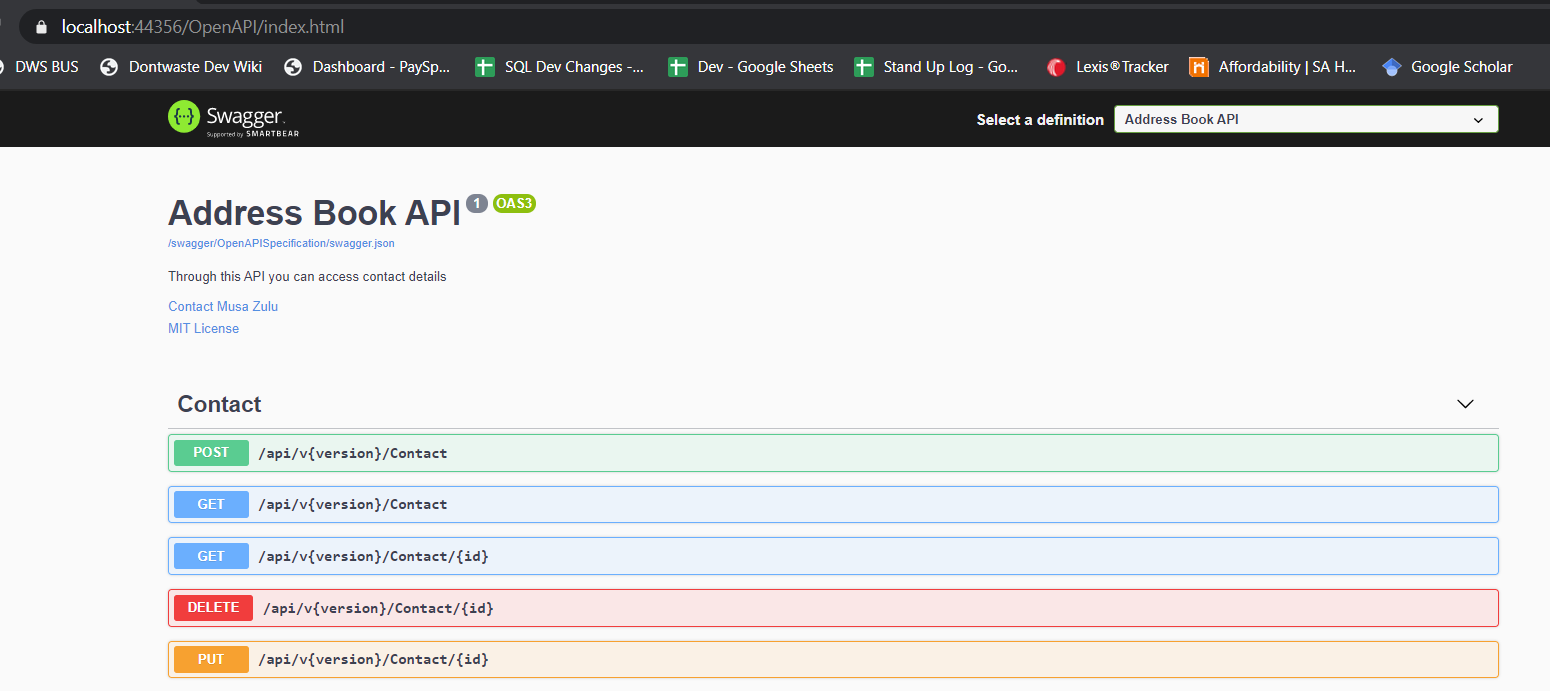 localhost:44356/OpenAPI/index.html
DWS BUS Dontwaste Dev Wiki Dashboard - PaySp... SQL Dev Changes -... Dev - Google Sheets Stand Up Log - Go... Lexis®Tracker Affordability | SA H... Google Scholar
{···} Swagger. Select a definition Address Book API
Supported by SMARTBEAR
Address Book API 1 OAS3
/swagger/OpenAPISpecification/swagger.json
Through this API you can access contact details
Contact Musa Zulu
MIT License
Contact
POST /api/v{version}/Contact
GET /api/v{version}/Contact
GET /api/v{version}/Contact/{id}
DELETE /api/v{version}/Contact/{id}
PUT /api/v{version}/Contact/{id}